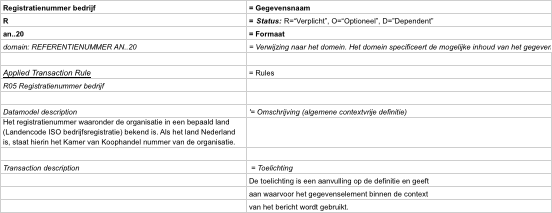 Registratienummer bedrijf = Gegevensnaam
R = Status: R="Verplicht", O="Optioneel", D="Dependent"
an..20 = Formaat
domain: REFERENTIENUMMER AN..20 = Verwijzing naar het domein. Het domein specificeert de mogelijke inhoud van het gegeven
Applied Transaction Rule = Rules
R05 Registratienummer bedrijf
Datamodel description '= Omschrijving (algemene contextvrije definitie)
Het registratienummer waaronder de organisatie in een bepaald land
(Landencode ISO bedrijfsregistratie) bekend is. Als het land Nederland
is, staat hierin het Kamer van Koophandel nummer van de organisatie.
Transaction description = Toelichting
De toelichting is een aanvulling op de definitie en geeft
aan waarvoor het gegevenselement binnen de context
van het bericht wordt gebruikt.